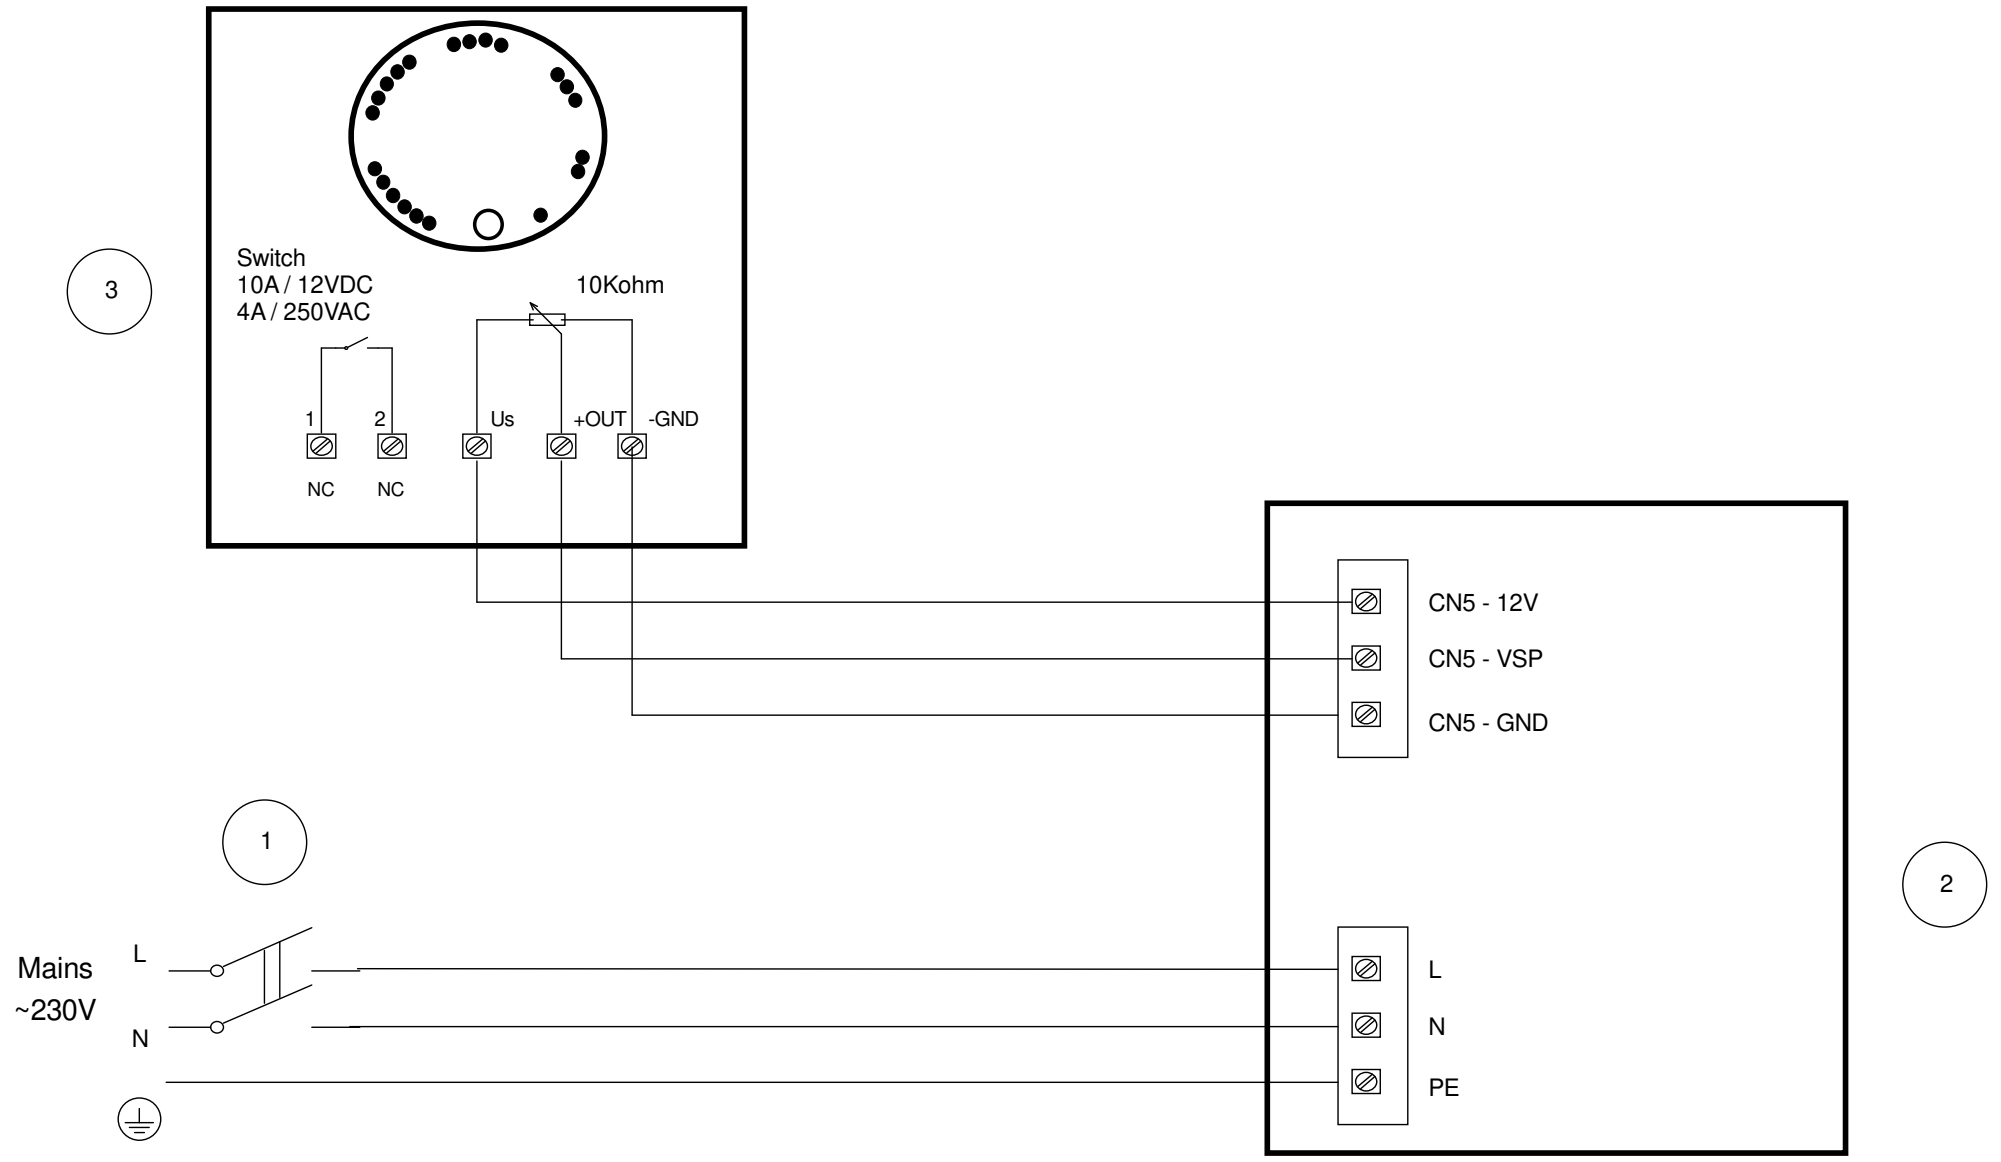 3
Switch
10A / 12VDC
4A / 250VAC
10Kohm
1
2
Us
+OUT
-GND
NC
NC
CN5 - 12V
CN5 - VSP
CN5 - GND
1
2
Mains
~230V
L
N
L
N
PE